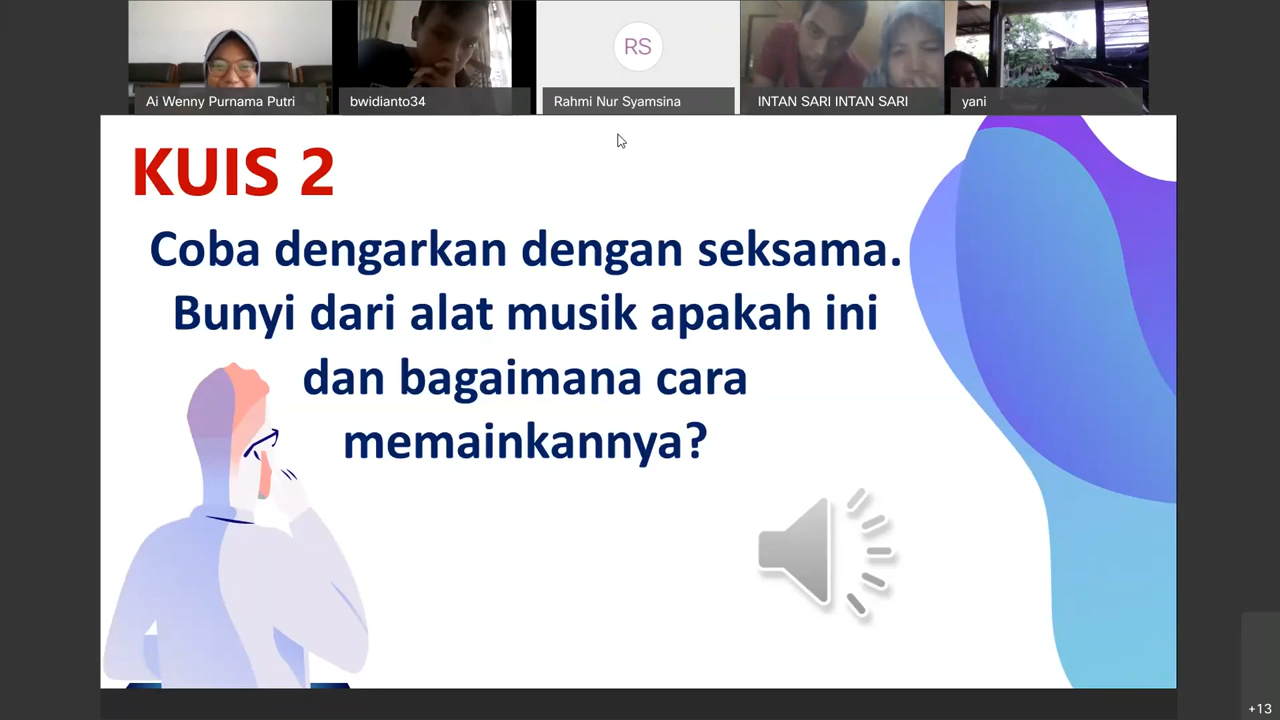 RS
Ai Wenny Purnama Putri
bwidianto34
Rahmi Nur Syamsina
INTAN SARI INTAN SARI
yani
KUIS 2
Coba dengarkan dengan seksama.
Bunyi dari alat musik apakah ini
dan bagaimana cara
memainkannya?
+13